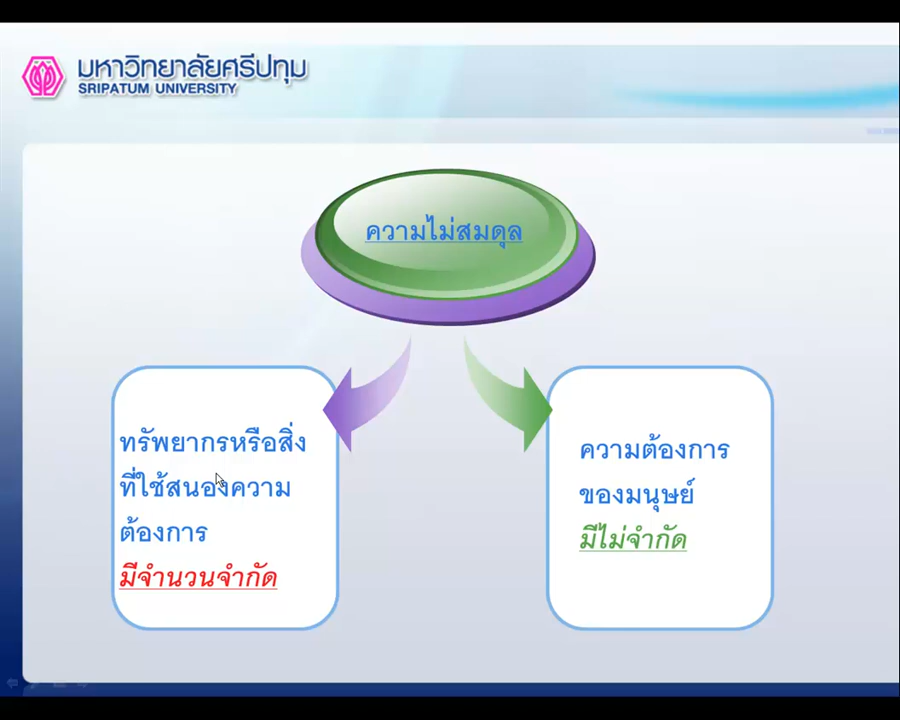 มหาวิทยาลัยศรีปทุม
SRIPATUM UNIVERSITY
ความไม่สมดุล
ทรัพยากรหรือสิ่ง
ที่ใช้สนองความ
ต้องการ
มีจำนวนจำกัด
ความต้องการ
ของมนุษย์
มีไม่จำกัด